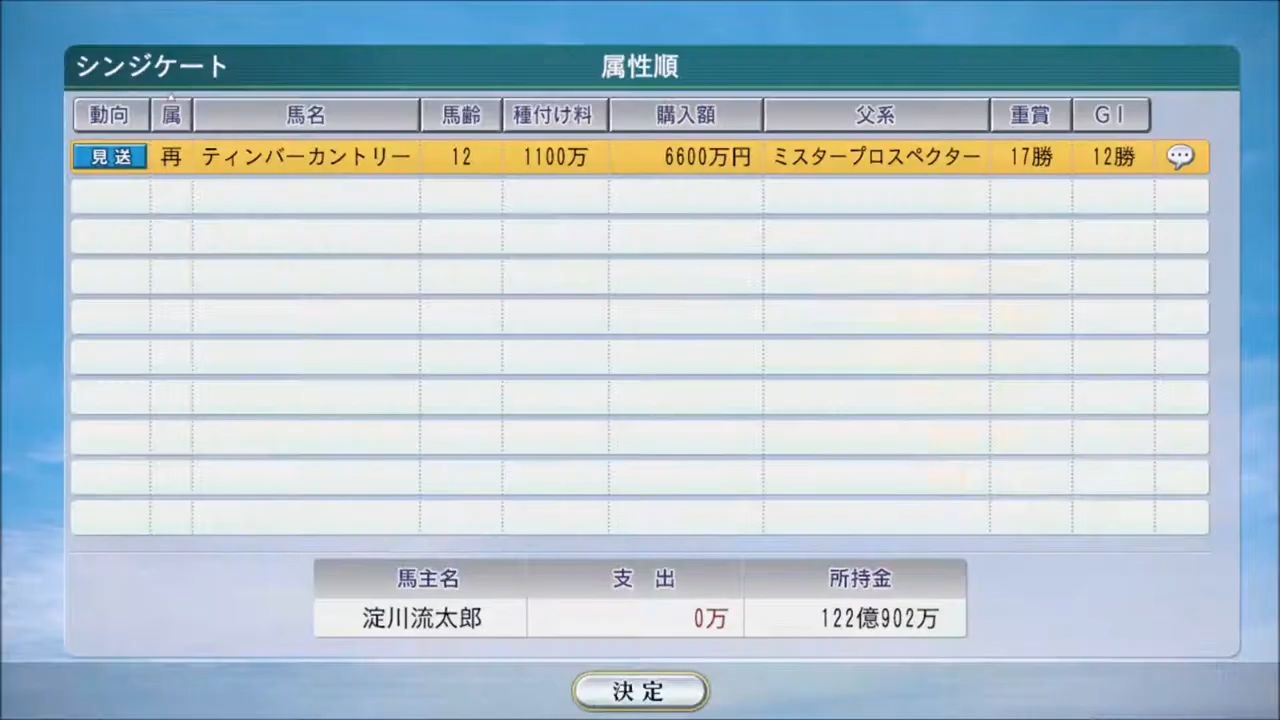 シンジケート 属性順
動向 属 馬名 馬齢 種付け料 購入額 父系 重賞 GI
見送 再 ティンバーカントリー 12 1100万 6600万円 ミスタープロスペクター 17勝 12勝
馬主名 支出 所持金
淀川流太郎 0万 122億902万
決定